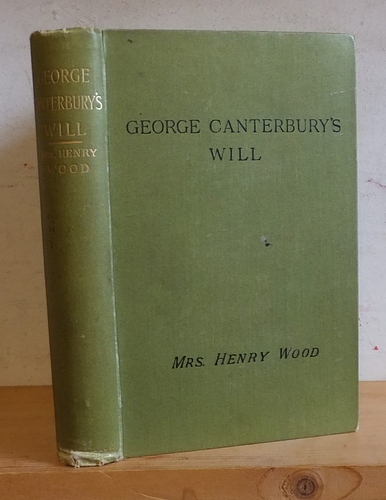 GEORGE
CANTERBURY'S
WILL
MRS. HENRY
WOOD
GEORGE CANTERBURY'S
WILL
MRS. HENRY WOOD